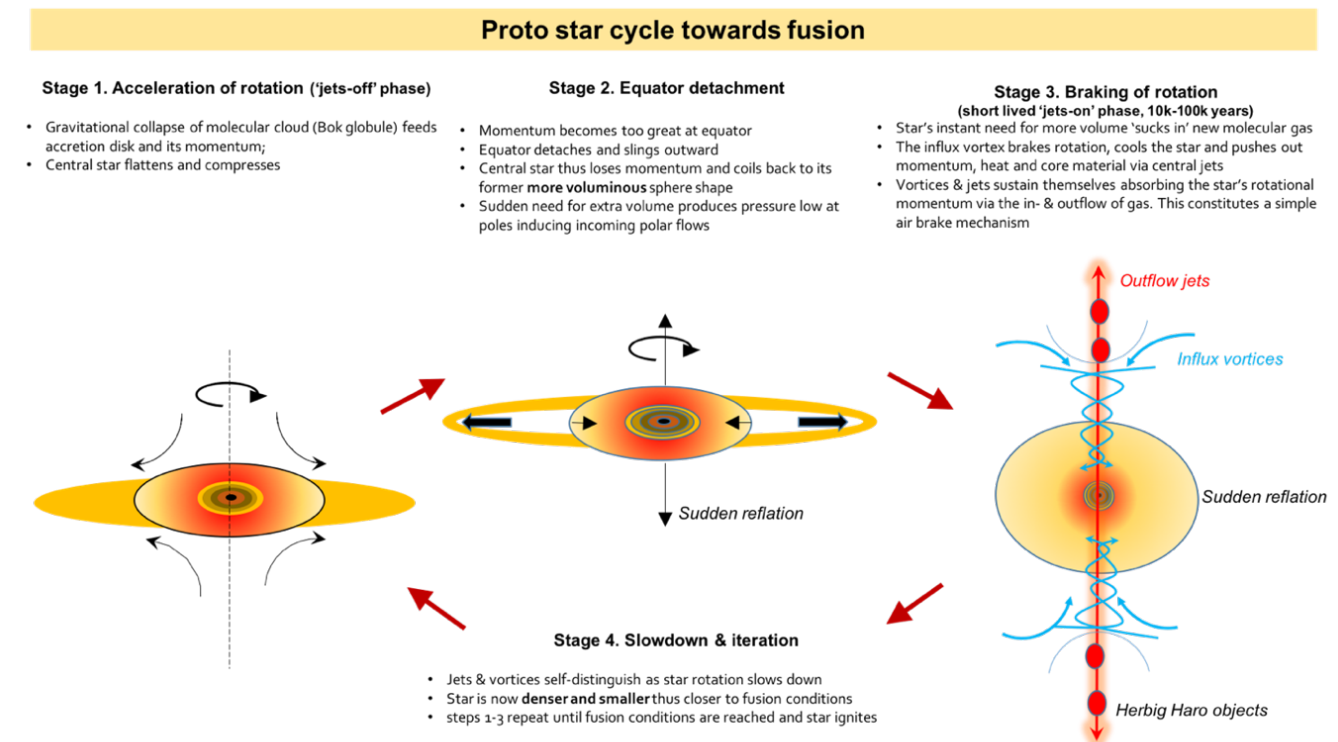 Proto star cycle towards fusion
Stage 1. Acceleration of rotation ('jets-off' phase)
• Gravitational collapse of molecular cloud (Bok globule) feeds
accretion disk and its momentum;
• Central star flattens and compresses
Stage 2. Equator detachment
• Momentum becomes too great at equator
• Equator detaches and slings outward
• Central star thus loses momentum and coils back to its
former more voluminous sphere shape
• Sudden need for extra volume produces pressure low at
poles inducing incoming polar flows
Stage 3. Braking of rotation
(short lived 'jets-on' phase, 10k-100k years)
• Star's instant need for more volume 'sucks in' new molecular gas
• The influx vortex brakes rotation, cools the star and pushes out
momentum, heat and core material via central jets
• Vortices & jets sustain themselves absorbing the star's rotational
momentum via the in- & outflow of gas. This constitutes a simple
air brake mechanism
Outflow jets
Influx vortices
Sudden reflation
Sudden reflation
Herbig Haro objects
Stage 4. Slowdown & iteration
• Jets & vortices self-distinguish as star rotation slows down
• Star is now denser and smaller thus closer to fusion conditions
• steps 1-3 repeat until fusion conditions are reached and star ignites